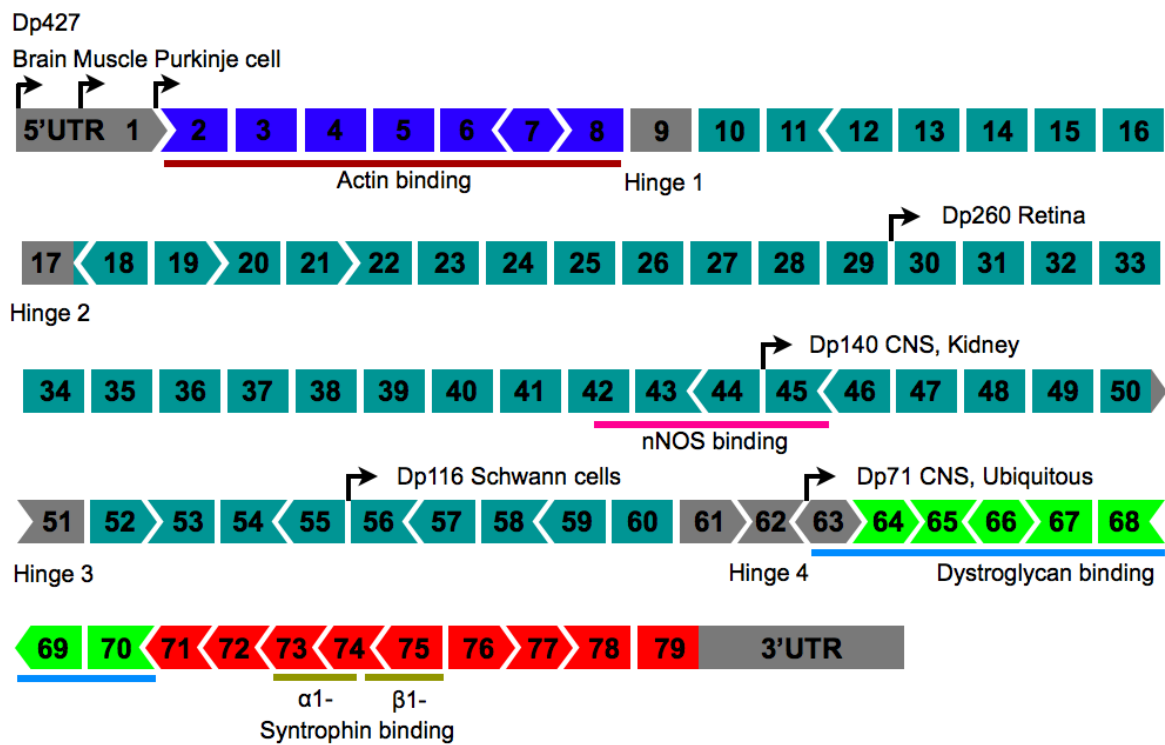 Dp427
Brain Muscle Purkinje cell
5'UTR 1 2 3 4 5 6 7 8 9 10 11 12 13 14 15 16
Actin binding Hinge 1
Dp260 Retina
17 18 19 20 21 22 23 24 25 26 27 28 29 30 31 32 33
Hinge 2
Dp140 CNS, Kidney
34 35 36 37 38 39 40 41 42 43 44 45 46 47 48 49 50
nNOS binding
Dp116 Schwann cells Dp71 CNS, Ubiquitous
51 52 53 54 55 56 57 58 59 60 61 62 63 64 65 66 67 68
Hinge 3 Hinge 4 Dystroglycan binding
69 70 71 72 73 74 75 76 77 78 79 3'UTR
α1- β1-
Syntrophin binding